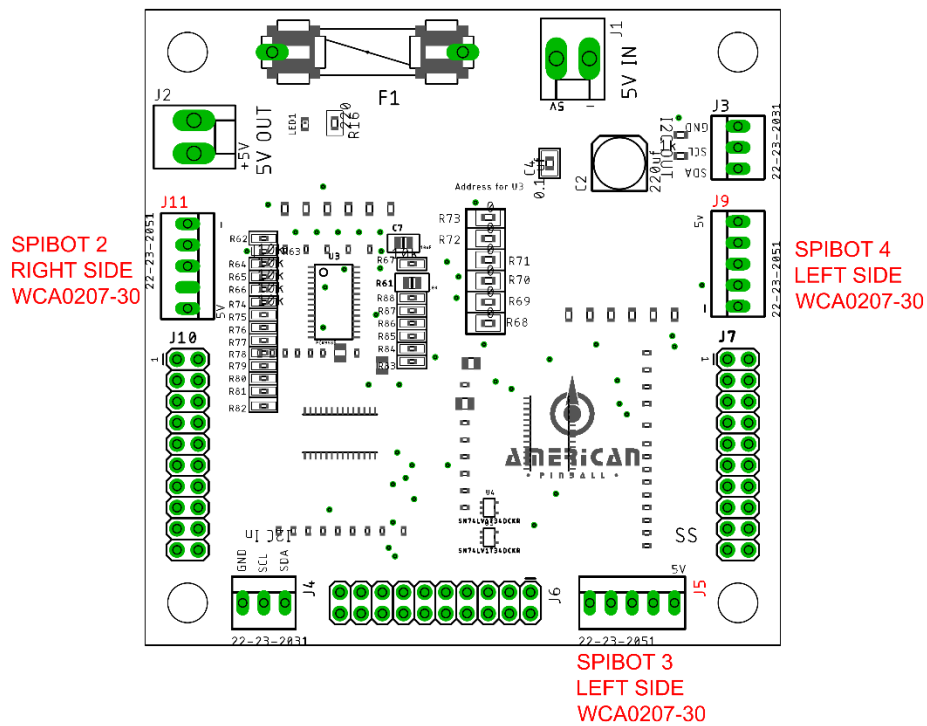 J1
5V IN
5V
-
F1
J2
+5V
5V OUT
LED1
220
R16
J3
GND
SCL
SDA
I2C OUT
22-23-2031
C4
0.1uf
C2
220uf
Address for U3
J11
22-23-2051
-
5V
SPIBOT 2
RIGHT SIDE
WCA0207-30
J9
5v
-
22-23-2051
SPIBOT 4
LEFT SIDE
WCA0207-30
R62
R63
R64
R65
R66
R74
R75
R76
R77
R78
R79
R80
R81
R82
U3
C7
R67
R61
R88
R87
R86
R85
R84
R83
R73
R72
R71
R70
R69
R68
J10
1
J7
1
AMERICAN
• PINBALL •
U4
SN74LV1T34DCKR
SN74LV1T34DCKR
SS
I2C In
GND
SCL
SDA
J4
22-23-2031
J6
5V
J5
22-23-2051
SPIBOT 3
LEFT SIDE
WCA0207-30